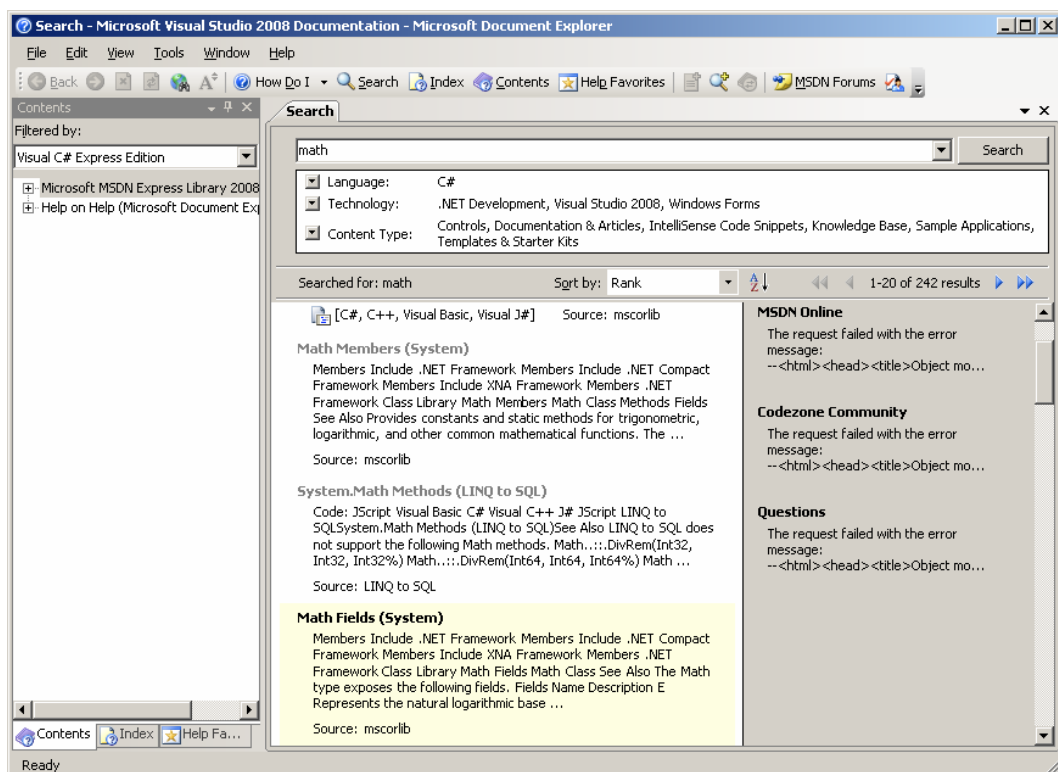 Search - Microsoft Visual Studio 2008 Documentation - Microsoft Document Explorer
File Edit View Tools Window Help
Back How Do I Search Index Contents Help Favorites MSDN Forums
Contents
Filtered by:
Visual C# Express Edition
Microsoft MSDN Express Library 2008
Help on Help (Microsoft Document Ex
Contents Index Help Fa...
Search
math Search
Language: C#
Technology: .NET Development, Visual Studio 2008, Windows Forms
Content Type: Controls, Documentation & Articles, IntelliSense Code Snippets, Knowledge Base, Sample Applications,
Templates & Starter Kits
Searched for: math Sort by: Rank 1-20 of 242 results
[C#, C++, Visual Basic, Visual J#] Source: mscorlib
Math Members (System)
Members Include .NET Framework Members Include .NET Compact
Framework Members Include XNA Framework Members .NET
Framework Class Library Math Members Math Class Methods Fields
See Also Provides constants and static methods for trigonometric,
logarithmic, and other common mathematical functions. The ...
Source: mscorlib
System.Math Methods (LINQ to SQL)
Code: JScript Visual Basic C# Visual C++ J# JScript LINQ to
SQLSystem.Math Methods (LINQ to SQL)See Also LINQ to SQL does
not support the following Math methods. Math..::.DivRem(Int32,
Int32, Int32%) Math..::.DivRem(Int64, Int64, Int64%) Math ...
Source: LINQ to SQL
Math Fields (System)
Members Include .NET Framework Members Include .NET Compact
Framework Members Include XNA Framework Members .NET
Framework Class Library Math Fields Math Class See Also The Math
type exposes the following fields. Fields Name Description E
Represents the natural logarithmic base ...
Source: mscorlib
MSDN Online
The request failed with the error
message:
--<html><head><title>Object mo...
Codezone Community
The request failed with the error
message:
--<html><head><title>Object mo...
Questions
The request failed with the error
message:
--<html><head><title>Object mo...
Ready